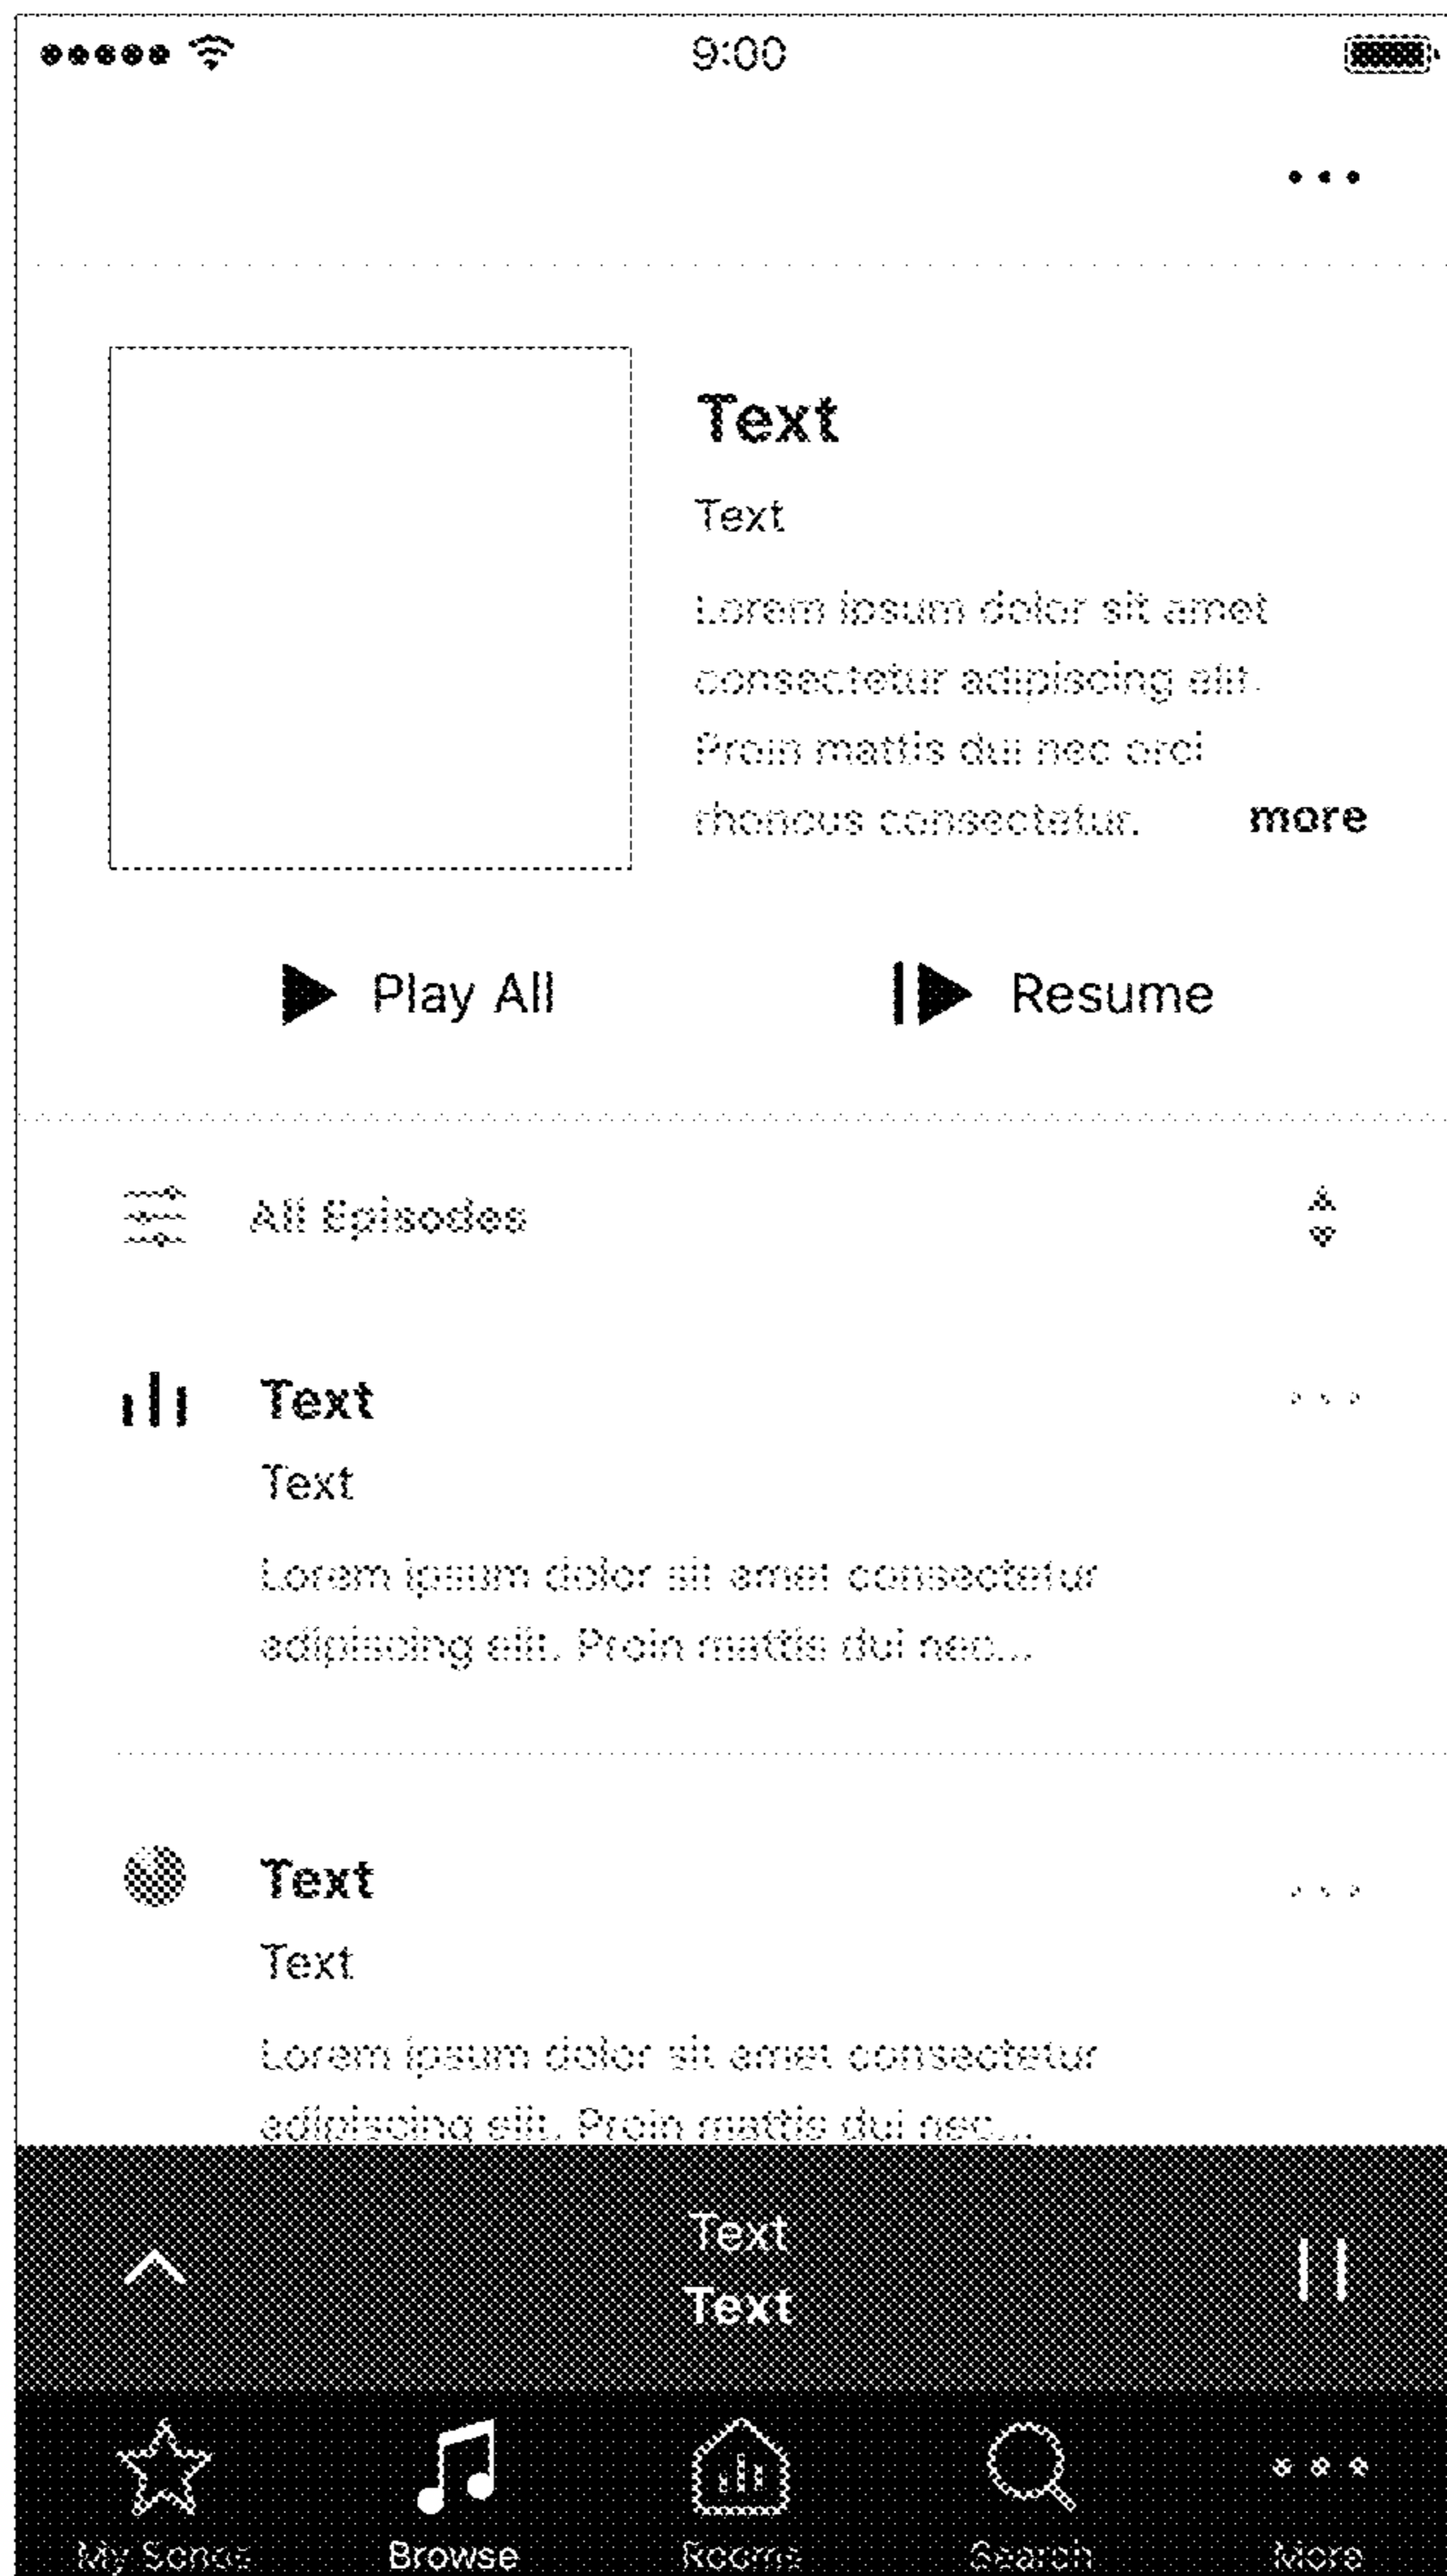 9:00
Text
Text
Lorem ipsum dolor sit amet
consectetur adipiscing elit.
Proin mattis dui nec orci
rhoncus consectetur. more
Play All Resume
All Episodes
Text
Text
Lorem ipsum dolor sit amet consectetur
adipiscing elit. Proin mattis dui nec...
Text
Text
Lorem ipsum dolor sit amet consectetur
adipiscing elit. Proin mattis dui nec...
Text
Text
My Songs Browse Rooms Search More